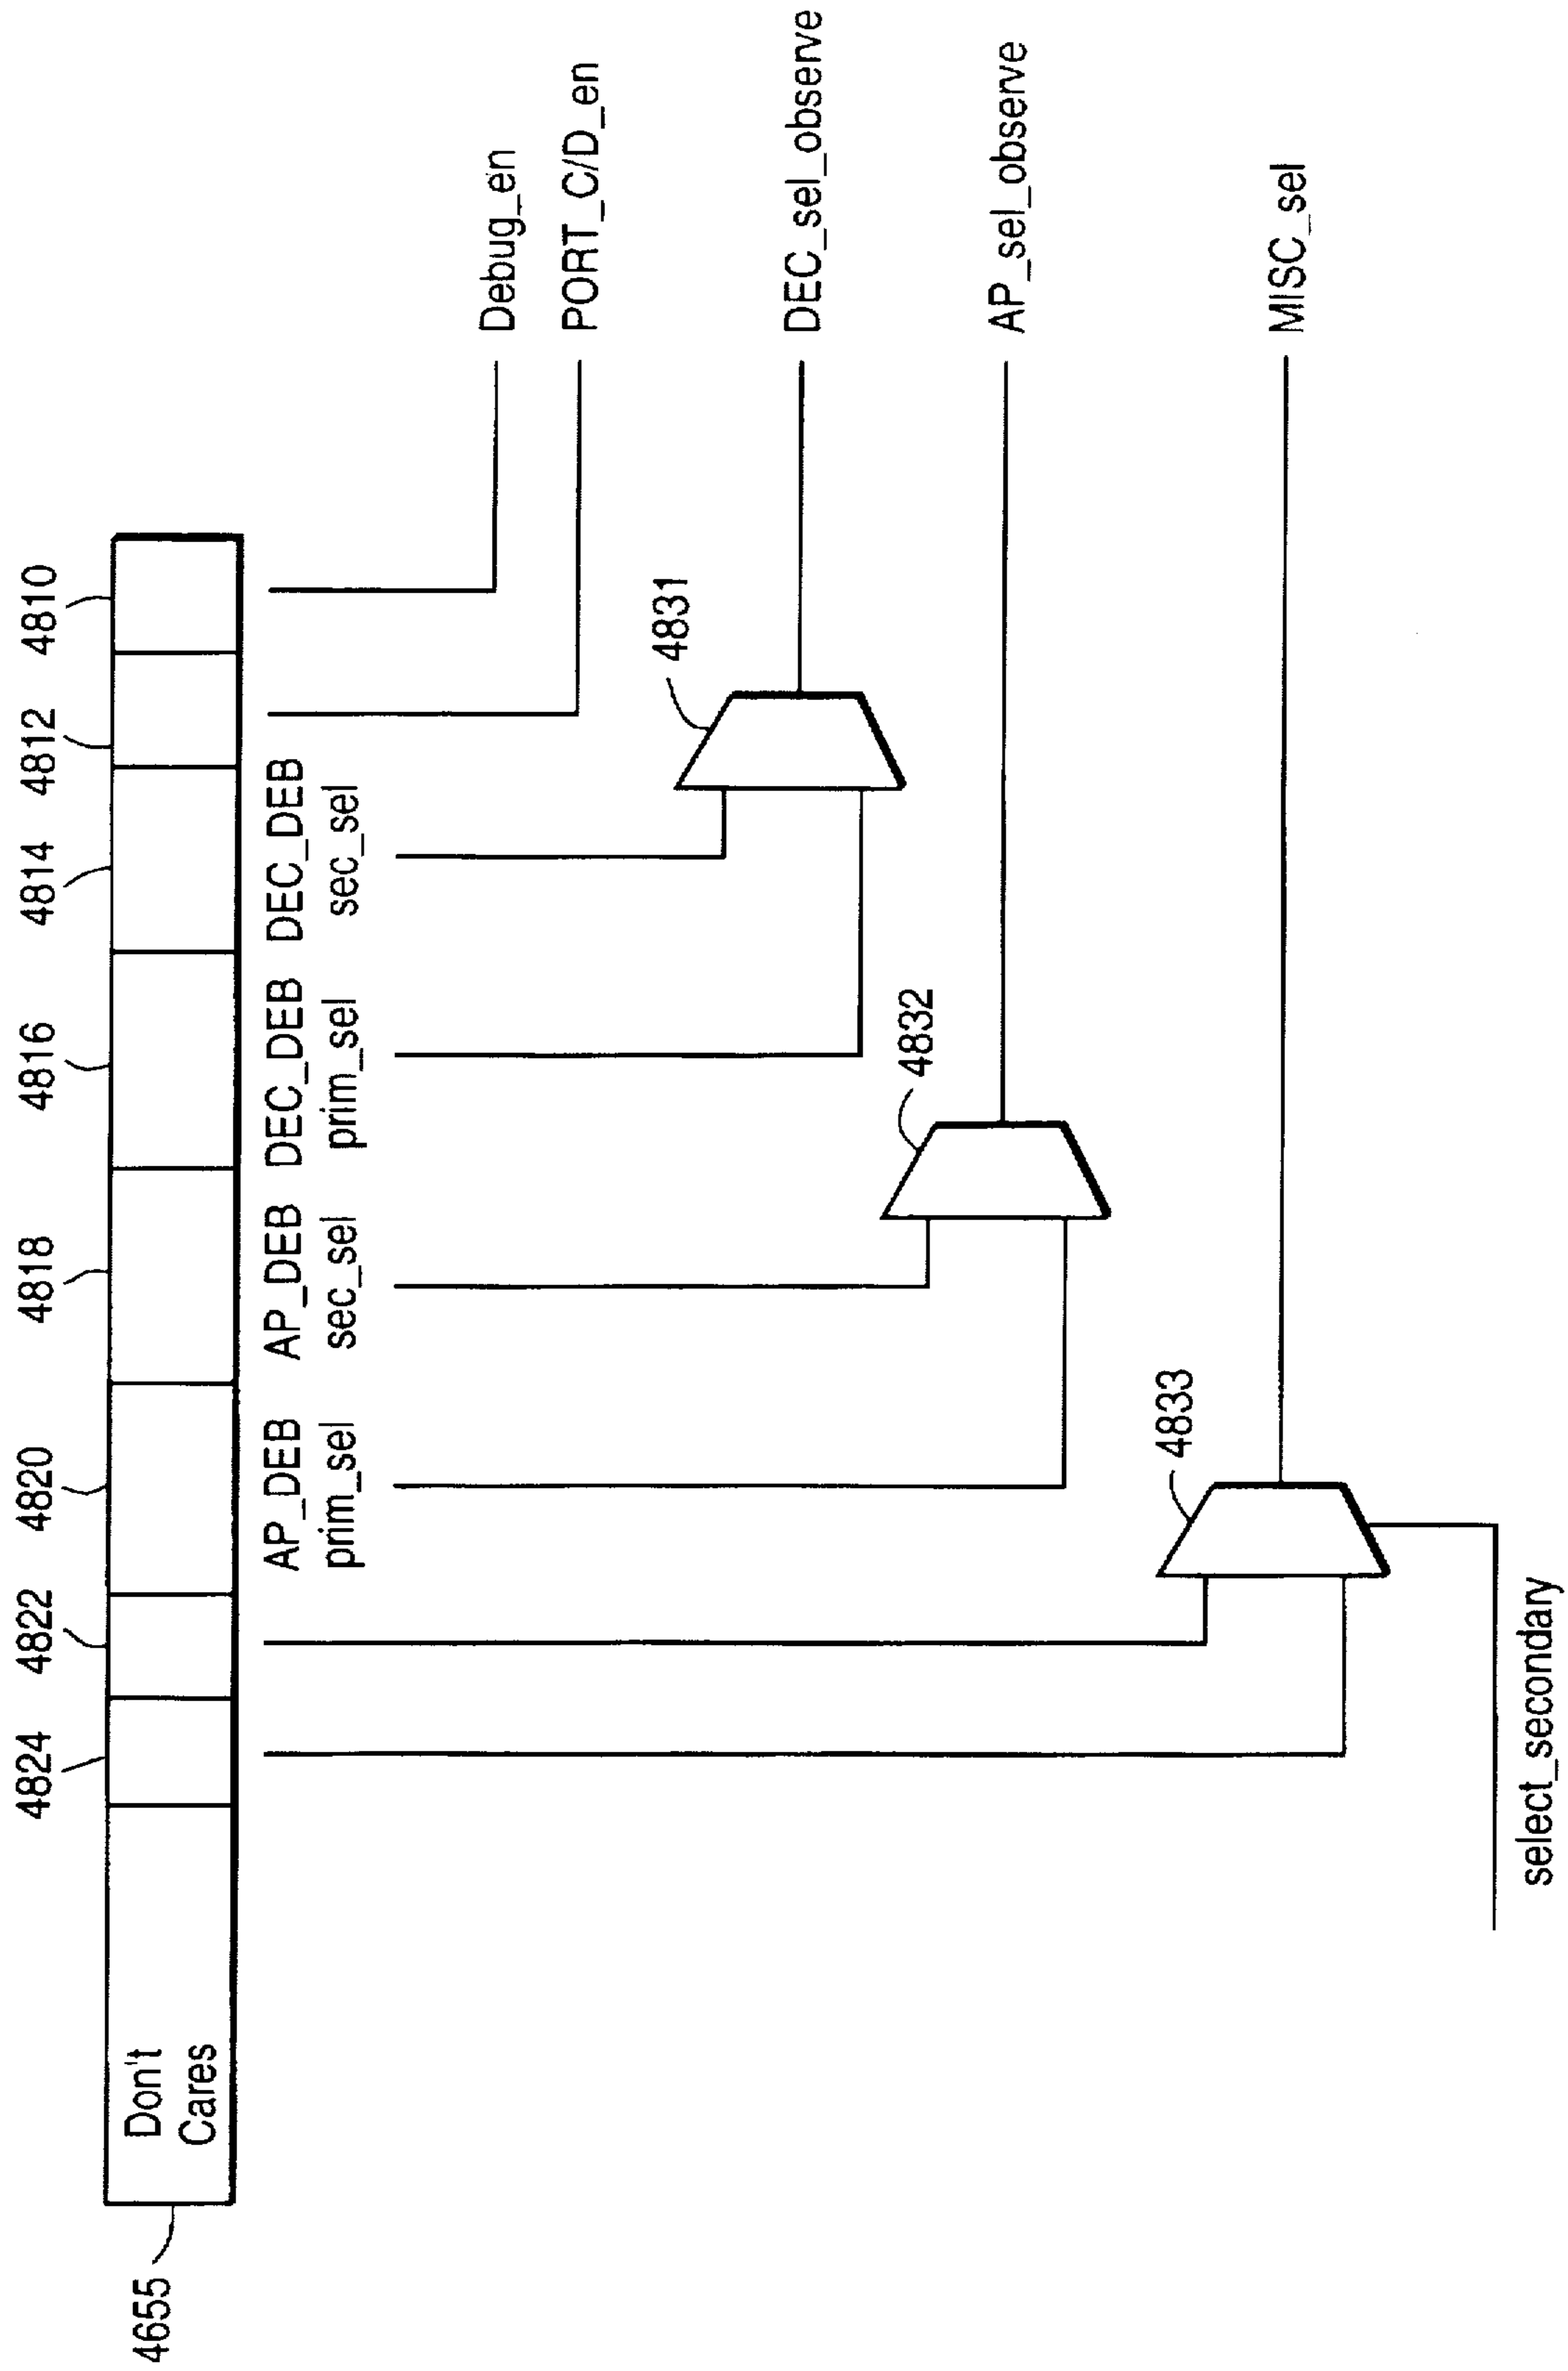 4655
4824
4822
4820
4818
4816
4814
4812
4810
Don't
Cares
AP_DEB
prim_sel
AP_DEB
sec_sel
DEC_DEB
prim_sel
DEC_DEB
sec_sel
Debug_en
PORT_C/D_en
4831
DEC_sel_observe
4832
AP_sel_observe
4833
MISC_sel
select_secondary